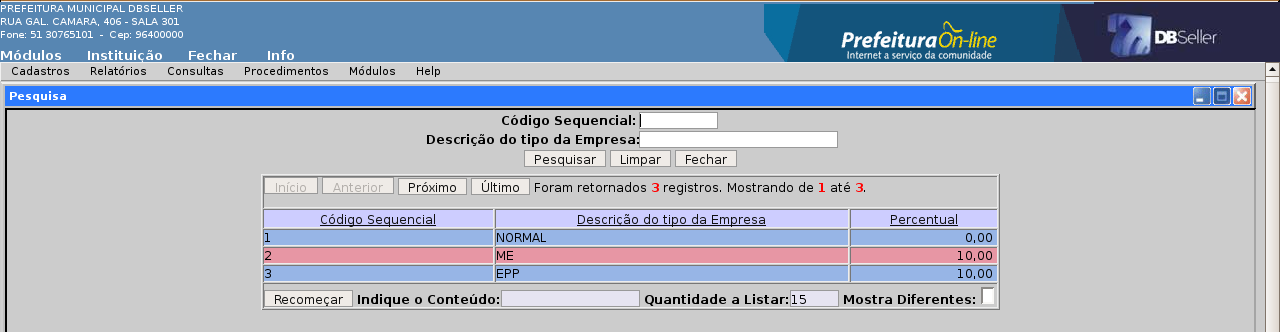 PREFEITURA MUNICIPAL DBSELLER
RUA GAL. CAMARA, 406 - SALA 301
Fone: 51 30765101 - Cep: 96400000
Módulos Instituição Fechar Info
PrefeituraOn-line
Internet a serviço da comunidade
DBSeller
Cadastros Relatórios Consultas Procedimentos Módulos Help
Pesquisa
Código Sequencial:
Descrição do tipo da Empresa:
Pesquisar Limpar Fechar
Início Anterior Próximo Último Foram retornados 3 registros. Mostrando de 1 até 3.
Código Sequencial Descrição do tipo da Empresa Percentual
1 NORMAL 0,00
2 ME 10,00
3 EPP 10,00
Recomeçar Indique o Conteúdo: Quantidade a Listar: 15 Mostra Diferentes: